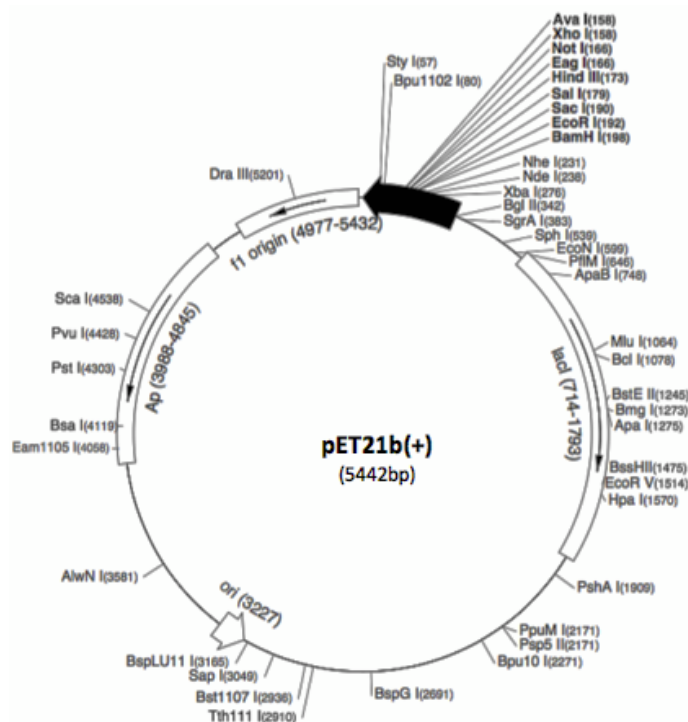 Ava I(158)
Xho I(158)
Not I(166)
Eag I(166)
Hind III(173)
Sal I(179)
Sac I(190)
EcoR I(192)
BamH I(198)
Sty I(57)
Bpu1102 I(80)
Nhe I(231)
Nde I(238)
Xba I(276)
Bgl II(342)
SgrA I(383)
Sph I(539)
EcoN I(599)
PflM I(646)
ApaB I(748)
Mlu I(1064)
Bcl I(1078)
BstE II(1245)
Bmg I(1273)
Apa I(1275)
BssHII(1475)
EcoR V(1514)
Hpa I(1570)
PshA I(1909)
PpuM I(2171)
Psp5 II(2171)
Bpu10 I(2271)
BspG I(2691)
Tth111 I(2910)
Bst1107 I(2936)
Sap I(3049)
BspLU11 I(3165)
AlwN I(3581)
Eam1105 I(4058)
Bsa I(4119)
Pst I(4303)
Pvu I(4428)
Sca I(4538)
Dra III(5201)
f1 origin (4977-5432)
Ap (3988-4845)
lacI (714-1793)
ori (3227)
pET21b(+)
(5442bp)